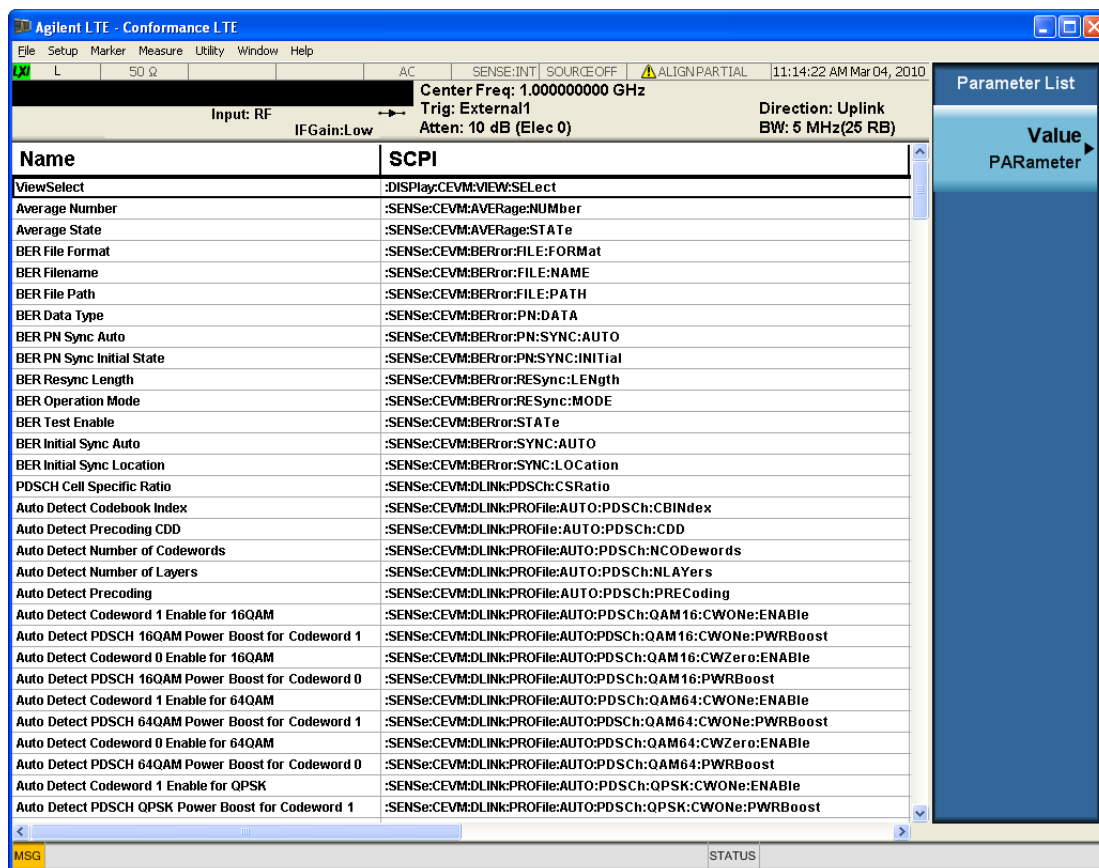 Agilent LTE - Conformance LTE
File Setup Marker Measure Utility Window Help
LXI L 50 Ω AC SENSE:INT SOURCE OFF ALIGN PARTIAL 11:14:22 AM Mar 04, 2010
Center Freq: 1.000000000 GHz
Input: RF Trig: External1 Direction: Uplink
IFGain:Low Atten: 10 dB (Elec 0) BW: 5 MHz(25 RB)
Parameter List
Value
PARameter
Name SCPI
ViewSelect :DISPlay:CEVM:VIEW:SELect
Average Number :SENSe:CEVM:AVERage:NUMber
Average State :SENSe:CEVM:AVERage:STATe
BER File Format :SENSe:CEVM:BERror:FILE:FORMat
BER Filename :SENSe:CEVM:BERror:FILE:NAME
BER File Path :SENSe:CEVM:BERror:FILE:PATH
BER Data Type :SENSe:CEVM:BERror:PN:DATA
BER PN Sync Auto :SENSe:CEVM:BERror:PN:SYNC:AUTO
BER PN Sync Initial State :SENSe:CEVM:BERror:PN:SYNC:INITial
BER Resync Length :SENSe:CEVM:BERror:RESync:LENgth
BER Operation Mode :SENSe:CEVM:BERror:RESync:MODE
BER Test Enable :SENSe:CEVM:BERror:STATe
BER Initial Sync Auto :SENSe:CEVM:BERror:SYNC:AUTO
BER Initial Sync Location :SENSe:CEVM:BERror:SYNC:LOCation
PDSCH Cell Specific Ratio :SENSe:CEVM:DLINk:PDSCh:CSRatio
Auto Detect Codebook Index :SENSe:CEVM:DLINk:PROFile:AUTO:PDSCh:CBINdex
Auto Detect Precoding CDD :SENSe:CEVM:DLINk:PROFile:AUTO:PDSCh:CDD
Auto Detect Number of Codewords :SENSe:CEVM:DLINk:PROFile:AUTO:PDSCh:NCODewords
Auto Detect Number of Layers :SENSe:CEVM:DLINk:PROFile:AUTO:PDSCh:NLAYers
Auto Detect Precoding :SENSe:CEVM:DLINk:PROFile:AUTO:PDSCh:PRECoding
Auto Detect Codeword 1 Enable for 16QAM :SENSe:CEVM:DLINk:PROFile:AUTO:PDSCh:QAM16:CWONe:ENABle
Auto Detect PDSCH 16QAM Power Boost for Codeword 1 :SENSe:CEVM:DLINk:PROFile:AUTO:PDSCh:QAM16:CWONe:PWRBoost
Auto Detect Codeword 0 Enable for 16QAM :SENSe:CEVM:DLINk:PROFile:AUTO:PDSCh:QAM16:CWZero:ENABle
Auto Detect PDSCH 16QAM Power Boost for Codeword 0 :SENSe:CEVM:DLINk:PROFile:AUTO:PDSCh:QAM16:PWRBoost
Auto Detect Codeword 1 Enable for 64QAM :SENSe:CEVM:DLINk:PROFile:AUTO:PDSCh:QAM64:CWONe:ENABle
Auto Detect PDSCH 64QAM Power Boost for Codeword 1 :SENSe:CEVM:DLINk:PROFile:AUTO:PDSCh:QAM64:CWONe:PWRBoost
Auto Detect Codeword 0 Enable for 64QAM :SENSe:CEVM:DLINk:PROFile:AUTO:PDSCh:QAM64:CWZero:ENABle
Auto Detect PDSCH 64QAM Power Boost for Codeword 0 :SENSe:CEVM:DLINk:PROFile:AUTO:PDSCh:QAM64:PWRBoost
Auto Detect Codeword 1 Enable for QPSK :SENSe:CEVM:DLINk:PROFile:AUTO:PDSCh:QPSK:CWONe:ENABle
Auto Detect PDSCH QPSK Power Boost for Codeword 1 :SENSe:CEVM:DLINk:PROFile:AUTO:PDSCh:QPSK:CWONe:PWRBoost
MSG STATUS